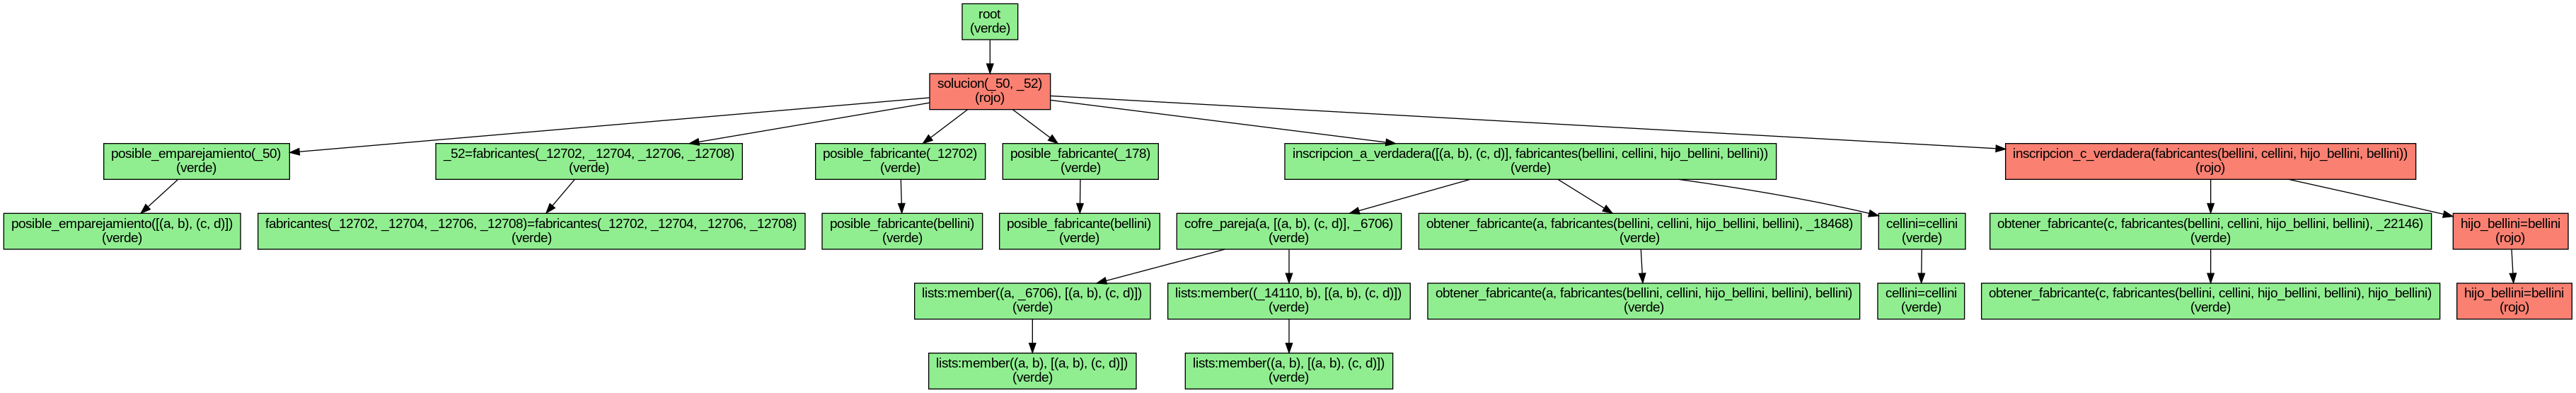 root
(verde)
solucion(_50, _52)
(rojo)
posible_emparejamiento(_50)
(verde)
_52=fabricantes(_12702, _12704, _12706, _12708)
(verde)
posible_fabricante(_12702)
(verde)
posible_fabricante(_178)
(verde)
inscripcion_a_verdadera([(a, b), (c, d)], fabricantes(bellini, cellini, hijo_bellini, bellini))
(verde)
inscripcion_c_verdadera(fabricantes(bellini, cellini, hijo_bellini, bellini))
(rojo)
posible_emparejamiento([(a, b), (c, d)])
(verde)
fabricantes(_12702, _12704, _12706, _12708)=fabricantes(_12702, _12704, _12706, _12708)
(verde)
posible_fabricante(bellini)
(verde)
posible_fabricante(bellini)
(verde)
cofre_pareja(a, [(a, b), (c, d)], _6706)
(verde)
obtener_fabricante(a, fabricantes(bellini, cellini, hijo_bellini, bellini), _18468)
(verde)
cellini=cellini
(verde)
obtener_fabricante(c, fabricantes(bellini, cellini, hijo_bellini, bellini), _22146)
(verde)
hijo_bellini=bellini
(rojo)
lists:member((a, _6706), [(a, b), (c, d)])
(verde)
lists:member((_14110, b), [(a, b), (c, d)])
(verde)
obtener_fabricante(a, fabricantes(bellini, cellini, hijo_bellini, bellini), bellini)
(verde)
cellini=cellini
(verde)
obtener_fabricante(c, fabricantes(bellini, cellini, hijo_bellini, bellini), hijo_bellini)
(verde)
hijo_bellini=bellini
(rojo)
lists:member((a, b), [(a, b), (c, d)])
(verde)
lists:member((a, b), [(a, b), (c, d)])
(verde)